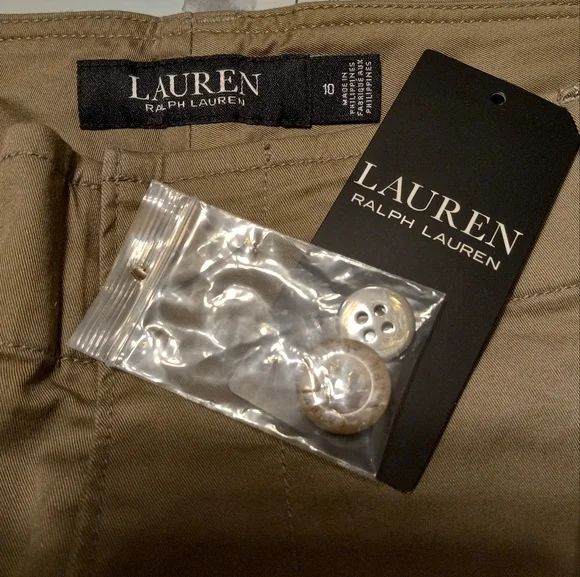 LAUREN
RALPH LAUREN
10
MADE IN
PHILIPPINES
FABRIQUÉ AUX
PHILIPPINES
LAUREN
RALPH LAUREN